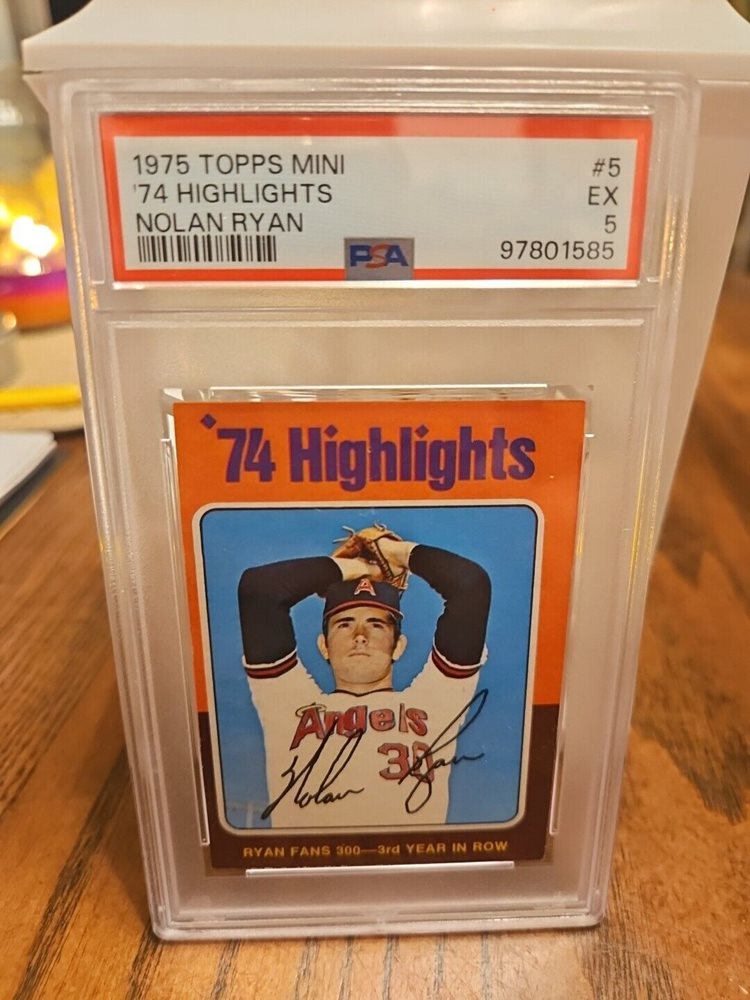 1975 TOPPS MINI #5
'74 HIGHLIGHTS EX
NOLAN RYAN 5
PSA 97801585
'74 Highlights
A
Angels
30
Nolan Ryan
RYAN FANS 300—3rd YEAR IN ROW